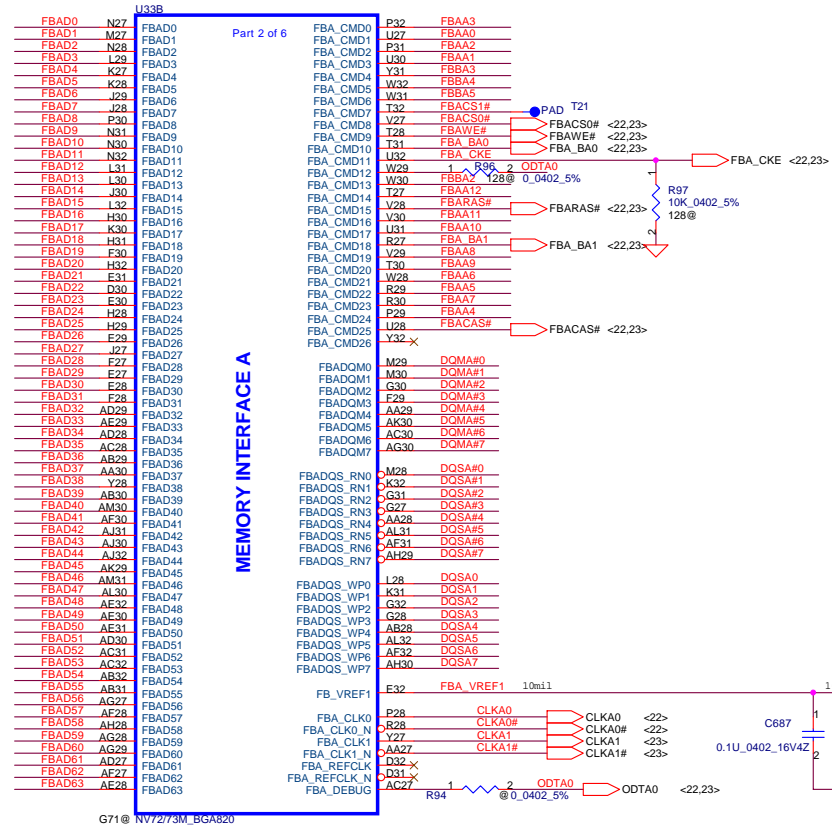 U33B
Part 2 of 6
FBAD0 N27 FBAD0 FBA_CMD0 P32 FBAA3
FBAD1 M27 FBAD1 FBA_CMD1 U27 FBAA0
FBAD2 N28 FBAD2 FBA_CMD2 P31 FBAA2
FBAD3 L29 FBAD3 FBA_CMD3 U30 FBAA1
FBAD4 K27 FBAD4 FBA_CMD4 Y31 FBBA3
FBAD5 K28 FBAD5 FBA_CMD5 W32 FBBA4
FBAD6 J29 FBAD6 FBA_CMD6 W31 FBBA5
FBAD7 J28 FBAD7 FBA_CMD7 T32 FBACS1# PAD T21
FBAD8 P30 FBAD8 FBA_CMD8 V27 FBACS0# FBACS0# <22,23>
FBAD9 N31 FBAD9 FBA_CMD9 T28 FBAWE# FBAWE# <22,23>
FBAD10 N30 FBAD10 FBA_CMD10 T31 FBA_BA0 FBA_BA0 <22,23>
FBAD11 N32 FBAD11 FBA_CMD11 U32 FBA_CKE FBA_CKE <22,23>
FBAD12 L31 FBAD12 FBA_CMD12 W29 1 R96 2 ODTA0
FBAD13 L30 FBAD13 FBA_CMD13 W30 FBBA2 128@ 0_0402_5%
FBAD14 J30 FBAD14 FBA_CMD14 T27 FBAA12
FBAD15 L32 FBAD15 FBA_CMD15 V28 FBARAS# FBARAS# <22,23>
FBAD16 H30 FBAD16 FBA_CMD16 V30 FBAA11
FBAD17 K30 FBAD17 FBA_CMD17 U31 FBAA10
FBAD18 H31 FBAD18 FBA_CMD18 R27 FBA_BA1 FBA_BA1 <22,23>
FBAD19 F30 FBAD19 FBA_CMD19 V29 FBAA8
FBAD20 H32 FBAD20 FBA_CMD20 T30 FBAA9
FBAD21 E31 FBAD21 FBA_CMD21 W28 FBAA6
FBAD22 D30 FBAD22 FBA_CMD22 R29 FBAA5
FBAD23 E30 FBAD23 FBA_CMD23 R30 FBAA7
FBAD24 H28 FBAD24 FBA_CMD24 P29 FBAA4
FBAD25 H29 FBAD25 FBA_CMD25 U28 FBACAS# FBACAS# <22,23>
FBAD26 E29 FBAD26 FBA_CMD26 Y32
1
R97
10K_0402_5%
128@
2
FBAD27 J27 FBAD27
FBAD28 F27 FBAD28 FBADQM0 M29 DQMA#0
FBAD29 E27 FBAD29 FBADQM1 M30 DQMA#1
FBAD30 E28 FBAD30 FBADQM2 G30 DQMA#2
FBAD31 F28 FBAD31 FBADQM3 F29 DQMA#3
FBAD32 AD29 FBAD32 FBADQM4 AA29 DQMA#4
FBAD33 AE29 FBAD33 FBADQM5 AK30 DQMA#5
FBAD34 AD28 FBAD34 FBADQM6 AC30 DQMA#6
FBAD35 AC28 FBAD35 FBADQM7 AG30 DQMA#7
FBAD36 AB29 FBAD36
FBAD37 AA30 FBAD37 FBADQS_RN0 M28 DQSA#0
FBAD38 Y28 FBAD38 FBADQS_RN1 K32 DQSA#1
FBAD39 AB30 FBAD39 FBADQS_RN2 G31 DQSA#2
FBAD40 AM30 FBAD40 FBADQS_RN3 G27 DQSA#3
FBAD41 AF30 FBAD41 FBADQS_RN4 AA28 DQSA#4
FBAD42 AJ31 FBAD42 FBADQS_RN5 AL31 DQSA#5
FBAD43 AJ30 FBAD43 FBADQS_RN6 AF31 DQSA#6
FBAD44 AJ32 FBAD44 FBADQS_RN7 AH29 DQSA#7
MEMORY INTERFACE A
FBAD45 AK29 FBAD45
FBAD46 AM31 FBAD46 FBADQS_WP0 L28 DQSA0
FBAD47 AL30 FBAD47 FBADQS_WP1 K31 DQSA1
FBAD48 AE32 FBAD48 FBADQS_WP2 G32 DQSA2
FBAD49 AE30 FBAD49 FBADQS_WP3 G28 DQSA3
FBAD50 AE31 FBAD50 FBADQS_WP4 AB28 DQSA4
FBAD51 AD30 FBAD51 FBADQS_WP5 AL32 DQSA5
FBAD52 AC31 FBAD52 FBADQS_WP6 AF32 DQSA6
FBAD53 AC32 FBAD53 FBADQS_WP7 AH30 DQSA7
FBAD54 AB32 FBAD54
FBAD55 AB31 FBAD55 FB_VREF1 E32 FBA_VREF1 10mil 1
FBAD56 AG27 FBAD56
FBAD57 AF28 FBAD57 FBA_CLK0 P28 CLKA0 CLKA0 <22>
FBAD58 AH28 FBAD58 FBA_CLK0_N R28 CLKA0# CLKA0# <22>
FBAD59 AG28 FBAD59 FBA_CLK1 Y27 CLKA1 CLKA1 <23>
FBAD60 AG29 FBAD60 FBA_CLK1_N AA27 CLKA1# CLKA1# <23>
FBAD61 AD27 FBAD61 FBA_REFCLK D32
FBAD62 AF27 FBAD62 FBA_REFCLK_N D31
FBAD63 AE28 FBAD63 FBA_DEBUG AC27 1 2 ODTA0 ODTA0 <22,23>
R94 @ 0_0402_5%
1
C687
0.1U_0402_16V4Z
2
G71@ NV72/73M_BGA820